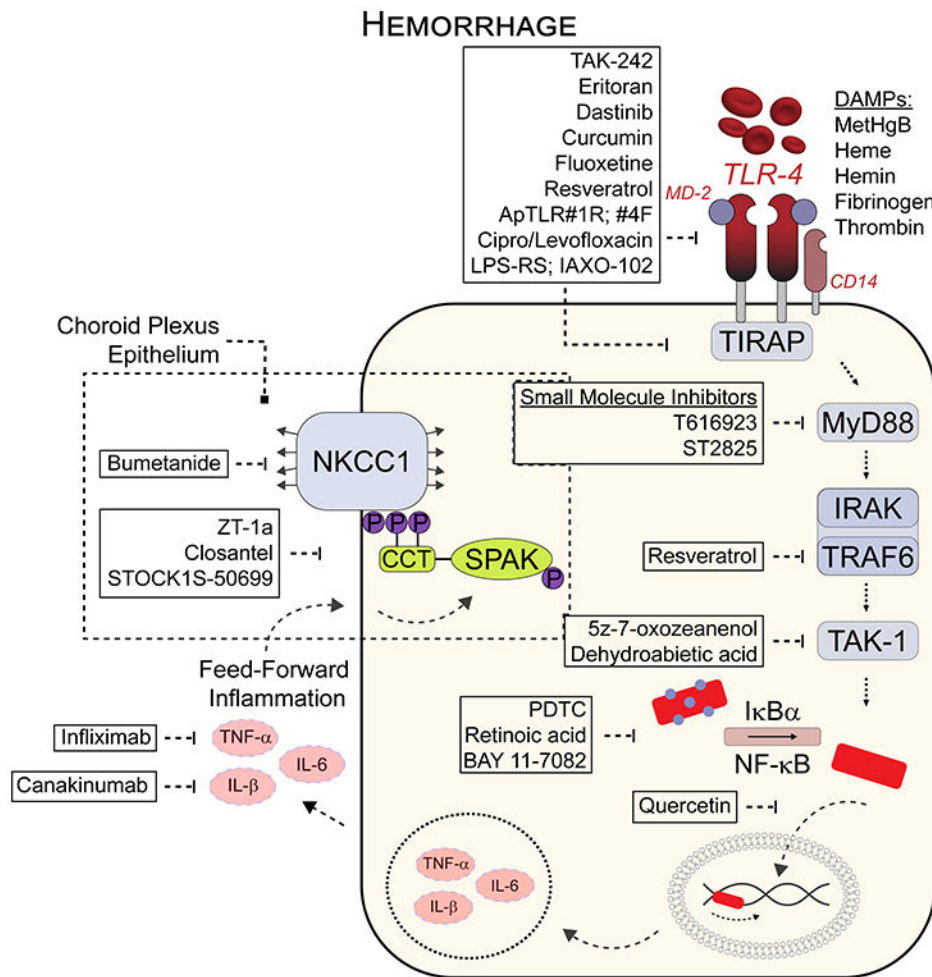 HEMORRHAGE
TAK-242
Eritoran
Dastinib
Curcumin
Fluoxetine
Resveratrol
ApTLR#1R; #4F
Cipro/Levofloxacin
LPS-RS; IAXO-102
DAMPs:
MetHgB
Heme
Hemin
Fibrinogen
Thrombin
TLR-4
MD-2
CD14
TIRAP
Choroid Plexus
Epithelium
Small Molecule Inhibitors
T616923
ST2825
MyD88
NKCC1
Bumetanide
IRAK
TRAF6
Resveratrol
P P P
CCT
SPAK
P
ZT-1a
Closantel
STOCK1S-50699
5z-7-oxozeanenol
Dehydroabietic acid
TAK-1
Feed-Forward
Inflammation
PDTC
Retinoic acid
BAY 11-7082
IκBα
NF-κB
Infliximab
TNF-α
IL-6
Canakinumab
IL-β
Quercetin
TNF-α
IL-6
IL-β